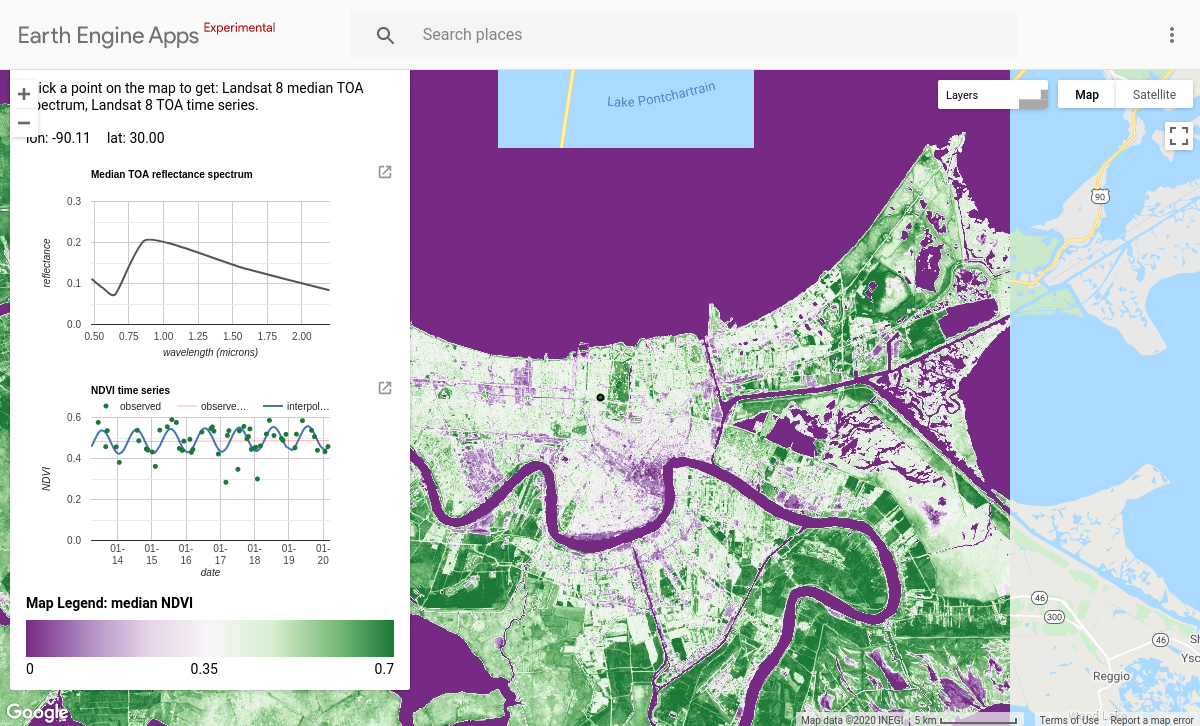 Earth Engine Apps Experimental
Search places
ick a point on the map to get: Landsat 8 median TOA
pectrum, Landsat 8 TOA time series.
lon: -90.11 lat: 30.00
Median TOA reflectance spectrum
0.3
0.2
0.1
0.0
reflectance
0.50 0.75 1.00 1.25 1.50 1.75 2.00
wavelength (microns)
NDVI time series
observed observe… interpol…
0.6
0.4
0.2
0.0
NDVI
01-14 01-15 01-16 01-17 01-18 01-19 01-20
date
Map Legend: median NDVI
0 0.35 0.7
Google
Lake Pontchartrain
Layers
Map Satellite
90
46
300
46
Sh
Ysc
Reggio
Map data ©2020 INEGI 5 km Terms of Use Report a map error